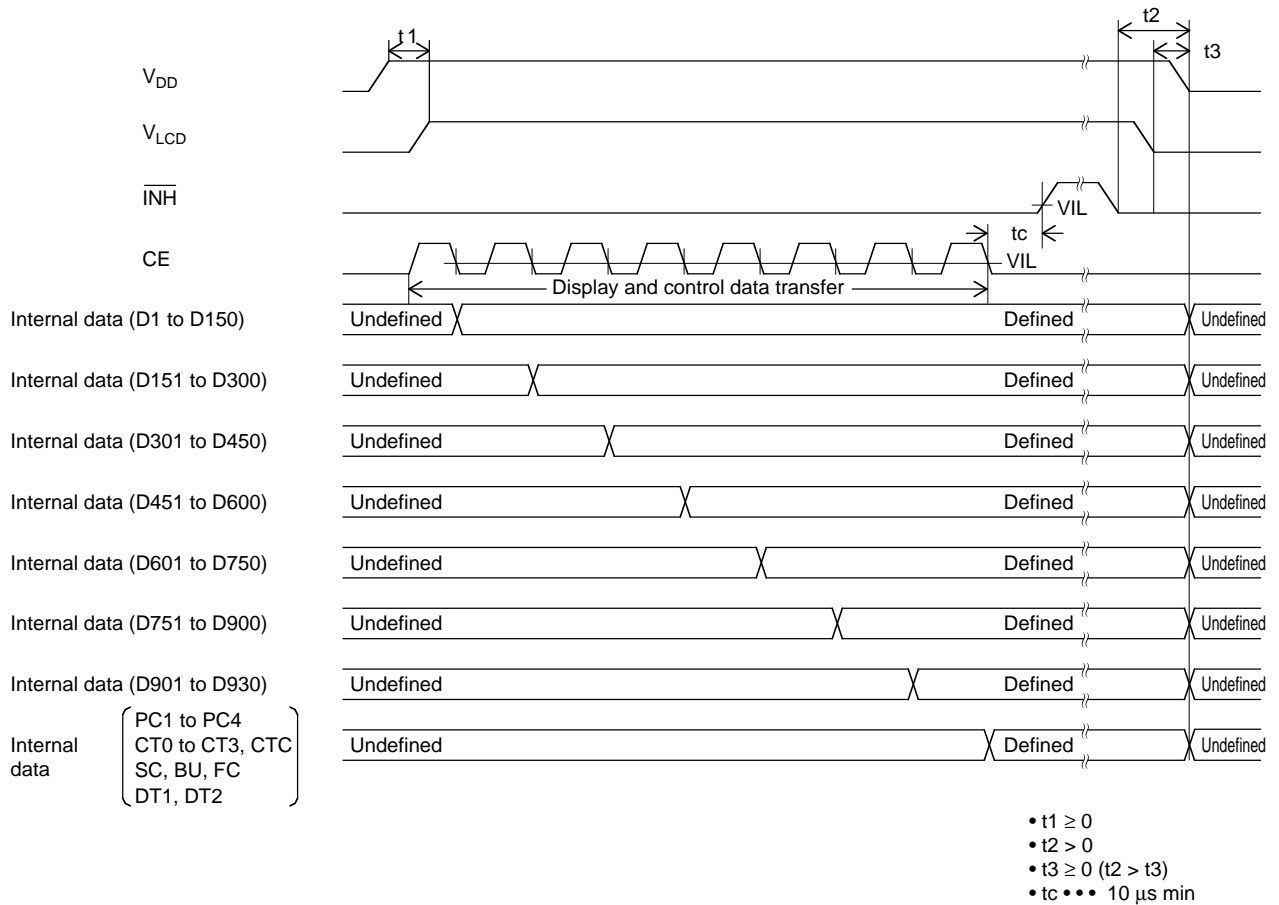 t1
t2
t3
VDD
VLCD
INH
VIL
tc
CE
VIL
Display and control data transfer
Internal data (D1 to D150) Undefined Defined Undefined
Internal data (D151 to D300) Undefined Defined Undefined
Internal data (D301 to D450) Undefined Defined Undefined
Internal data (D451 to D600) Undefined Defined Undefined
Internal data (D601 to D750) Undefined Defined Undefined
Internal data (D751 to D900) Undefined Defined Undefined
Internal data (D901 to D930) Undefined Defined Undefined
Internal data
PC1 to PC4
CT0 to CT3, CTC
SC, BU, FC
DT1, DT2
Undefined Defined Undefined
• t1 ≥ 0
• t2 > 0
• t3 ≥ 0 (t2 > t3)
• tc • • • 10 μs min